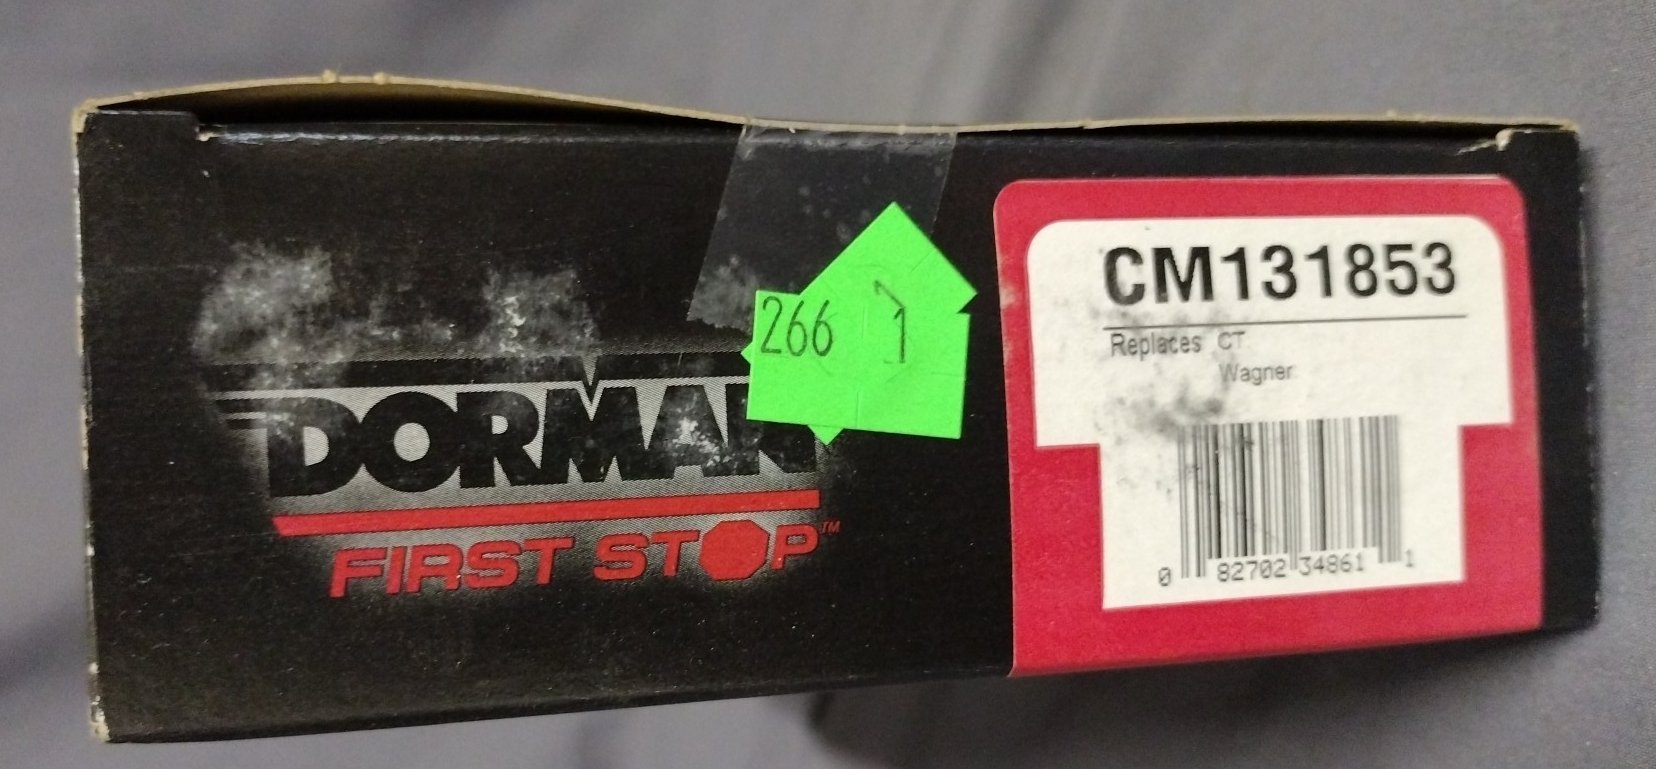 DORMAN
FIRST STOP™
266 1
CM131853
Replaces CT
Wagner
0 82702 34861 1